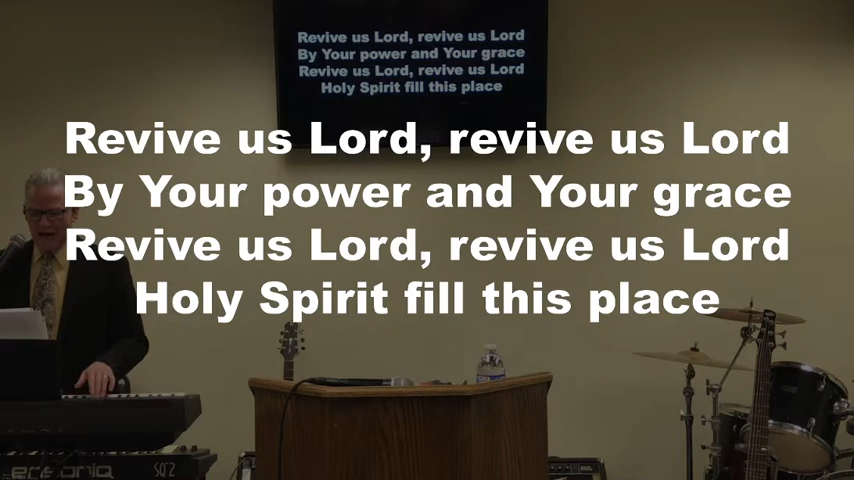 Revive us Lord, revive us Lord
By Your power and Your grace
Revive us Lord, revive us Lord
Holy Spirit fill this place
Revive us Lord, revive us Lord
By Your power and Your grace
Revive us Lord, revive us Lord
Holy Spirit fill this place
ensoniq SQ2